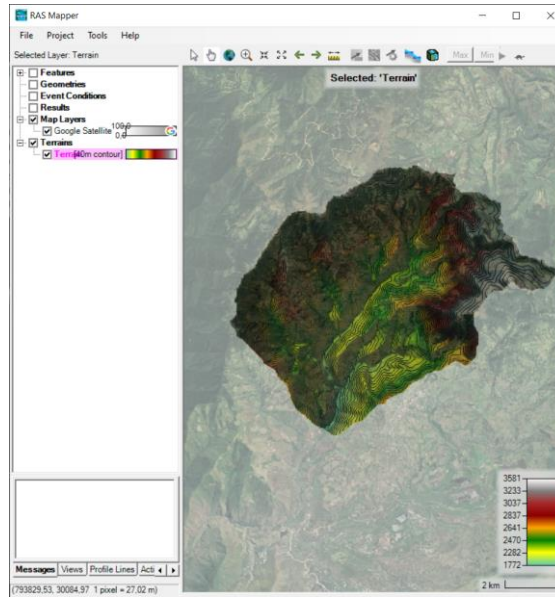 RAS Mapper
File Project Tools Help
Selected Layer: Terrain
Max Min
Selected: 'Terrain'
Features
Geometries
Event Conditions
Results
Map Layers
Google Satellite
Terrains
[40m contour]
3581
3233
3037
2837
2641
2470
2282
1772
2 km
Messages Views Profile Lines Acti
(793829,53, 30084,97 1 pixel = 27,02 m)